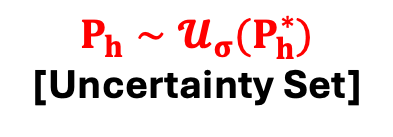 𝐏𝐡 ~ 𝓤𝛔(𝐏𝐡*)
[Uncertainty Set]